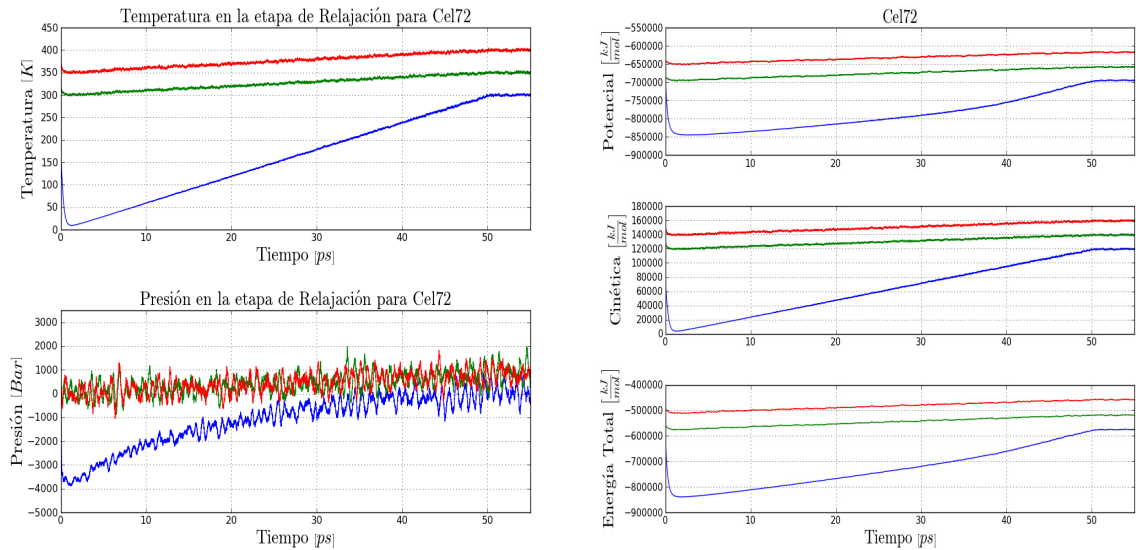 Temperatura en la etapa de Relajación para Cel72
450
400
350
300
250
200
150
100
50
0
Temperatura [K]
0 10 20 30 40 50
Tiempo [ps]
Presión en la etapa de Relajación para Cel72
3000
2000
1000
0
−1000
−2000
−3000
−4000
−5000
Presión [Bar]
0 10 20 30 40 50
Tiempo [ps]
Cel72
−550000
−600000
−650000
−700000
−750000
−800000
−850000
−900000
Potencial [kJ/mol]
0 10 20 30 40 50
180000
160000
140000
120000
100000
80000
60000
40000
20000
0
Cinética [kJ/mol]
0 10 20 30 40 50
−400000
−500000
−600000
−700000
−800000
−900000
Energía Total [kJ/mol]
0 10 20 30 40 50
Tiempo [ps]